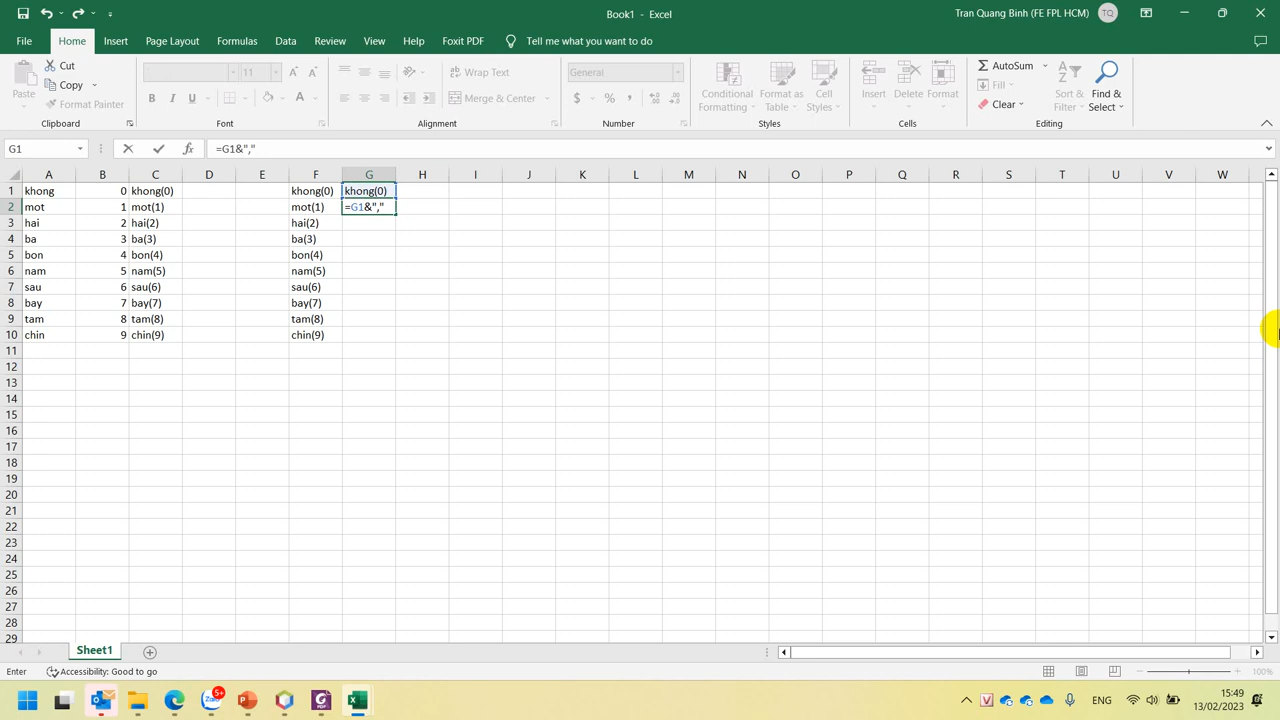 Book1 - Excel
Tran Quang Binh (FE FPL HCM) TQ
File Home Insert Page Layout Formulas Data Review View Help Foxit PDF Tell me what you want to do
Paste Cut Copy Format Painter
11 A^ A˅ Wrap Text General
B I U A Merge & Center $ % ,
Conditional Formatting Format as Table Cell Styles Insert Delete Format
AutoSum Fill Clear Sort & Filter Find & Select
Clipboard Font Alignment Number Styles Cells Editing
G1 fx =G1&","
A B C D E F G H I J K L M N O P Q R S T U V W
1 khong 0 khong(0) khong(0) khong(0)
2 mot 1 mot(1) mot(1) =G1&","
3 hai 2 hai(2) hai(2)
4 ba 3 ba(3) ba(3)
5 bon 4 bon(4) bon(4)
6 nam 5 nam(5) nam(5)
7 sau 6 sau(6) sau(6)
8 bay 7 bay(7) bay(7)
9 tam 8 tam(8) tam(8)
10 chin 9 chin(9) chin(9)
11
12
13
14
15
16
17
18
19
20
21
22
23
24
25
26
27
28
29
Sheet1
Enter Accessibility: Good to go 100%
Zalo 5+ ENG 15:49
13/02/2023